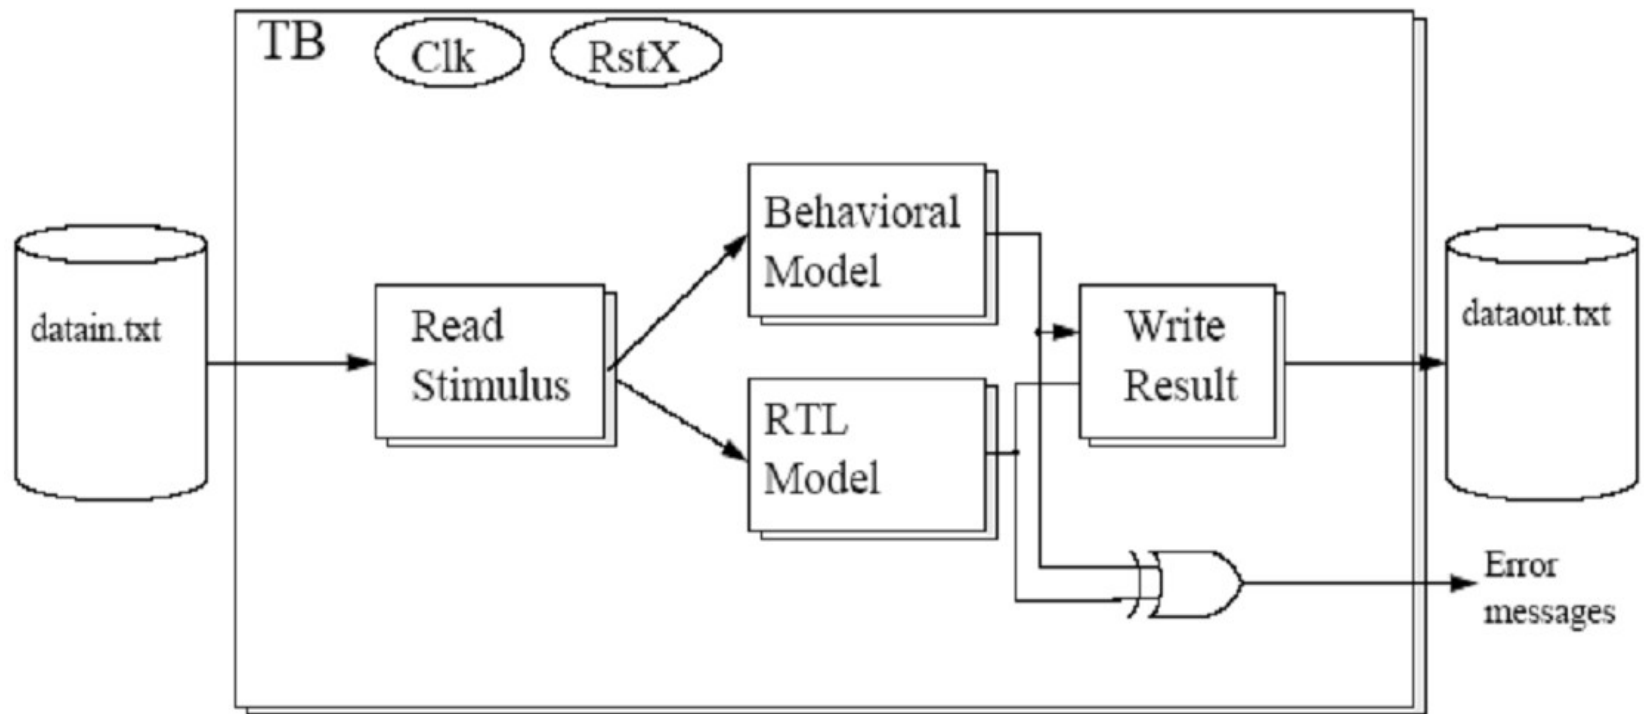 TB
Clk
RstX
Behavioral
Model
datain.txt
Read
Stimulus
Write
Result
dataout.txt
RTL
Model
Error
messages